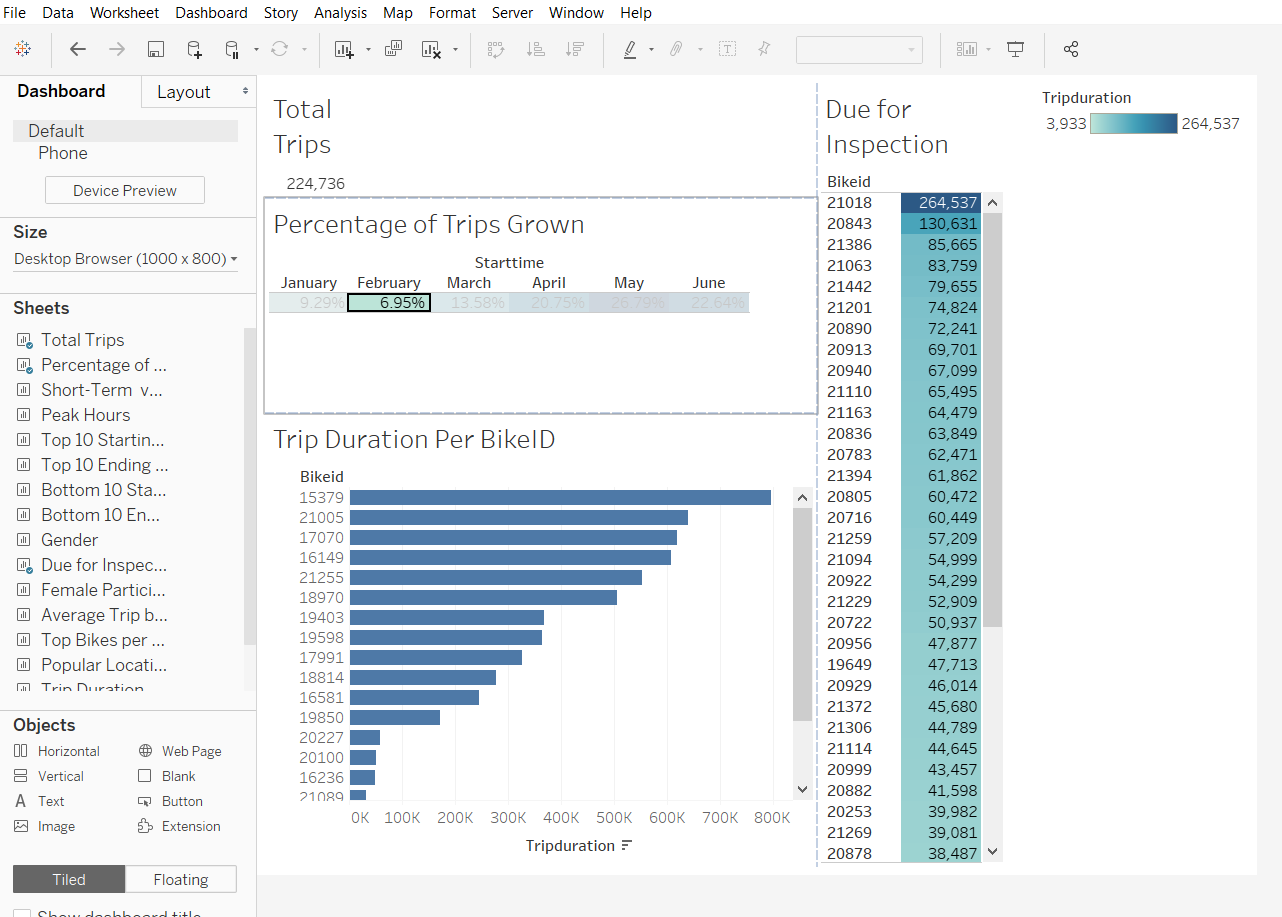 File Data Worksheet Dashboard Story Analysis Map Format Server Window Help
Dashboard Layout
Default
Phone
Device Preview
Size
Desktop Browser (1000 x 800)
Sheets
Total Trips
Percentage of ...
Short-Term v...
Peak Hours
Top 10 Startin...
Top 10 Ending ...
Bottom 10 Sta...
Bottom 10 En...
Gender
Due for Inspec...
Female Partici...
Average Trip b...
Top Bikes per ...
Popular Locati...
Trip Duration
Objects
Horizontal Web Page
Vertical Blank
Text Button
Image Extension
Tiled Floating
Show dashboard title
Total
Trips
224,736
Percentage of Trips Grown
Starttime
January February March April May June
9.29% 6.95% 13.58% 20.75% 26.79% 22.64%
Trip Duration Per BikeID
Bikeid
15379
21005
17070
16149
21255
18970
19403
19598
17991
18814
16581
19850
20227
20100
16236
21089
0K 100K 200K 300K 400K 500K 600K 700K 800K
Tripduration
Due for
Inspection
Bikeid
21018 264,537
20843 130,631
21386 85,665
21063 83,759
21442 79,655
21201 74,824
20890 72,241
20913 69,701
20940 67,099
21110 65,495
21163 64,479
20836 63,849
20783 62,471
21394 61,862
20805 60,472
20716 60,449
21259 57,209
21094 54,999
20922 54,299
21229 52,909
20722 50,937
20956 47,877
19649 47,713
20929 46,014
21372 45,680
21306 44,789
21114 44,645
20999 43,457
20882 41,598
20253 39,982
21269 39,081
20878 38,487
Tripduration
3,933 264,537